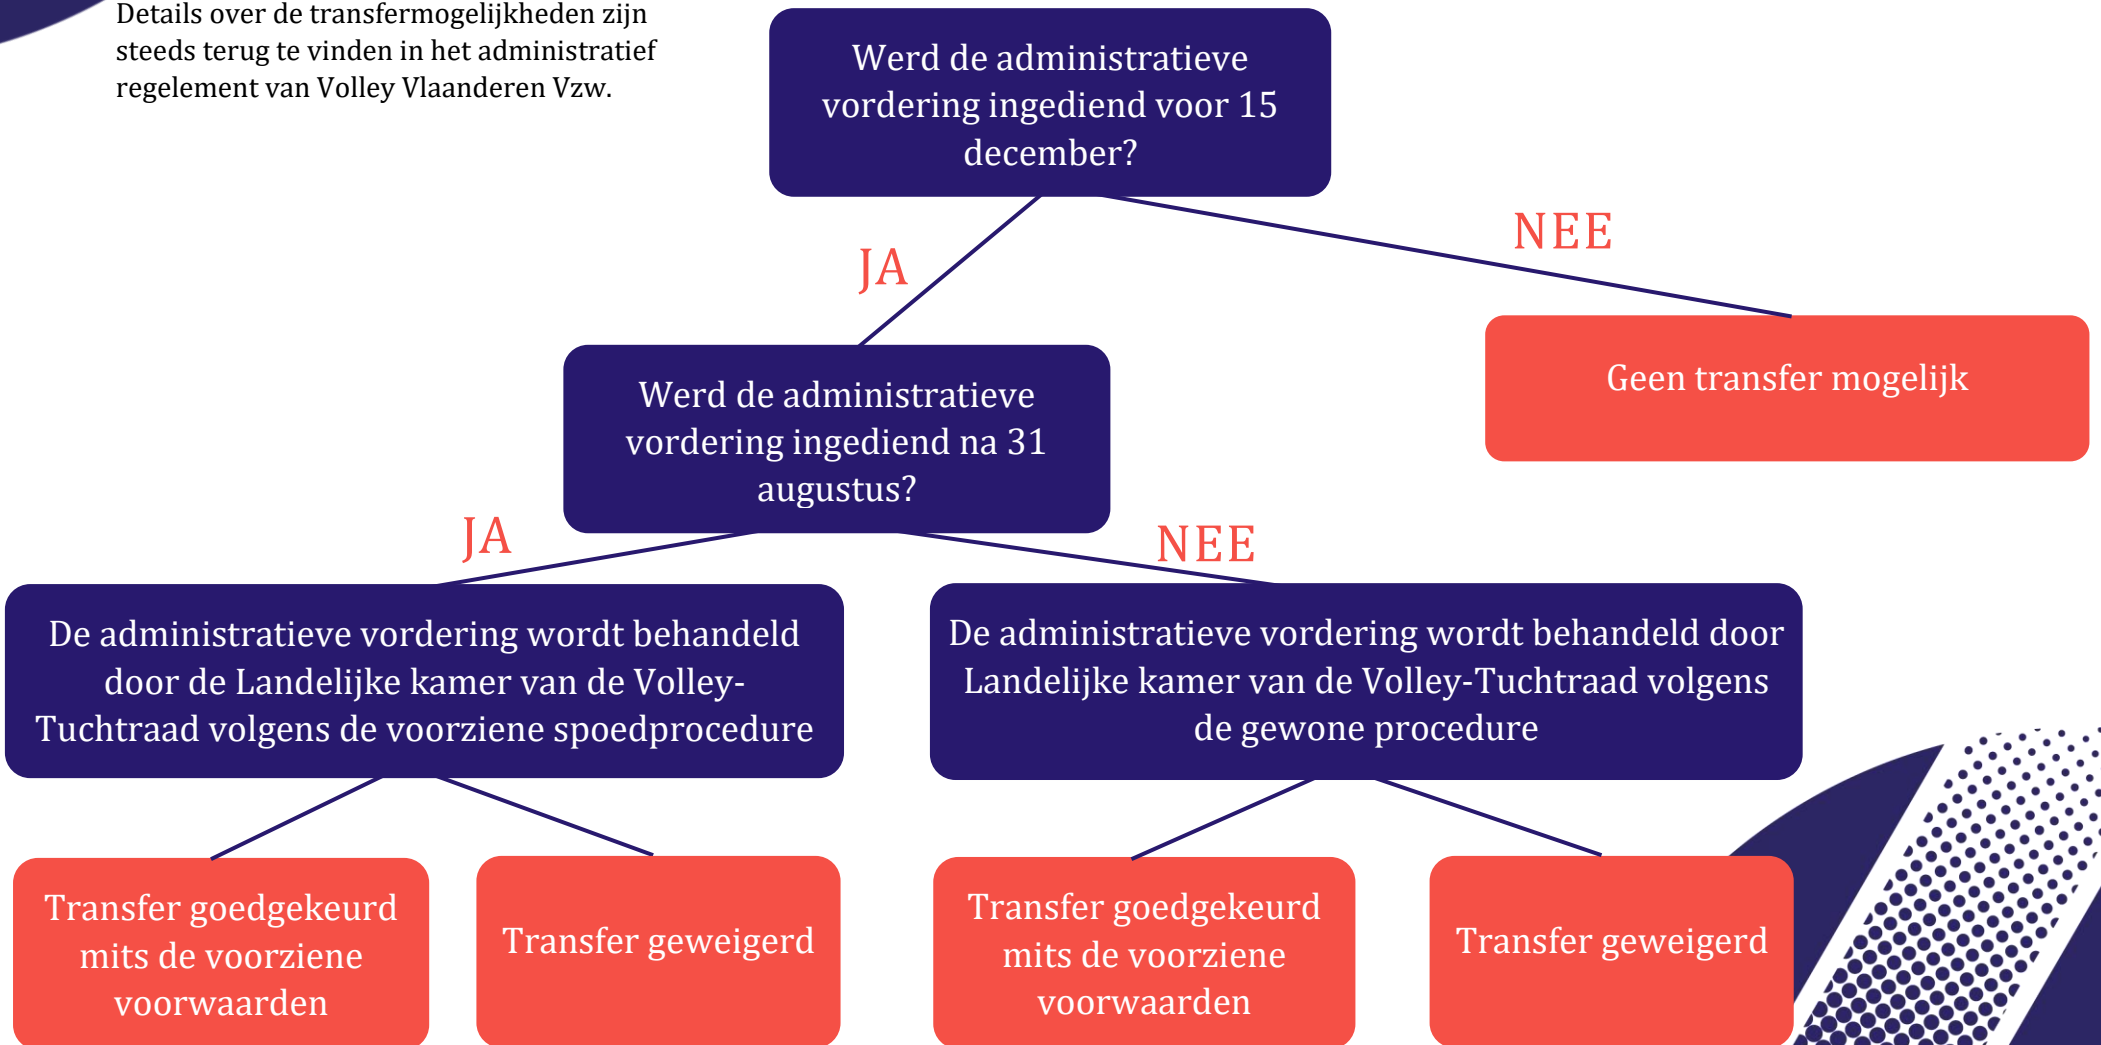 Details over de transfermogelijkheden zijn
steeds terug te vinden in het administratief
regelement van Volley Vlaanderen Vzw.
Werd de administratieve
vordering ingediend voor 15
december?
JA
NEE
Geen transfer mogelijk
Werd de administratieve
vordering ingediend na 31
augustus?
JA
NEE
De administratieve vordering wordt behandeld
door de Landelijke kamer van de Volley-
Tuchtraad volgens de voorziene spoedprocedure
De administratieve vordering wordt behandeld door
Landelijke kamer van de Volley-Tuchtraad volgens
de gewone procedure
Transfer goedgekeurd
mits de voorziene
voorwaarden
Transfer geweigerd
Transfer goedgekeurd
mits de voorziene
voorwaarden
Transfer geweigerd